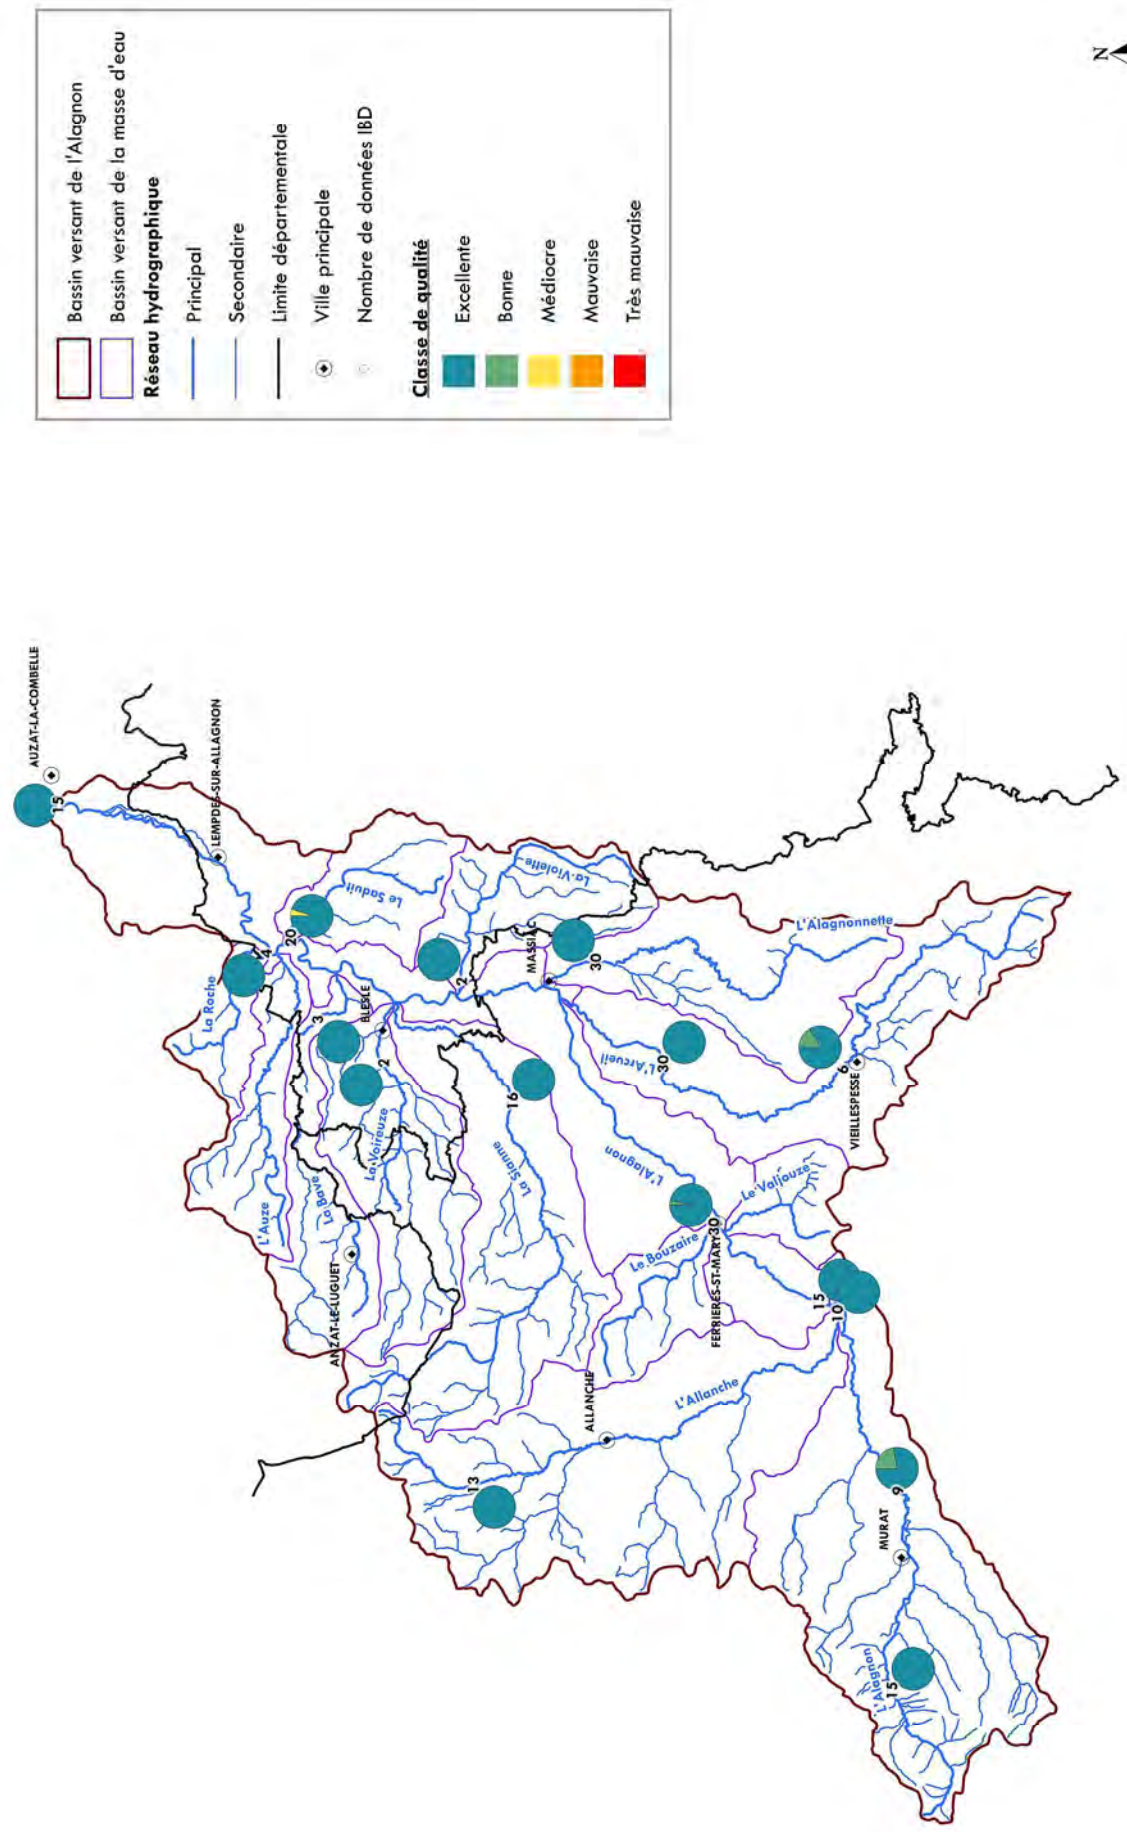 Bassin versant de l'Alagnon
Bassin versant de la masse d'eau
Réseau hydrographique
Principal
Secondaire
Limite départementale
Ville principale
Nombre de données IBD
Classe de qualité
Excellente
Bonne
Médiocre
Mauvaise
Très mauvaise
N
AUZAT-LA-COMBELLE
15
LEMPDES-SUR-ALLAGNON
La Roche
4
20
Le Saduit
3
BLESLE
2
L'Auze
La Bave
La Voireuze
ANZAT-LE-LUGUET
2
La Violette
MASSIAC
30
L'Alagnonnette
La Sianne
16
L'Arcueil
30
6
VIEILLESPESSE
L'Alagnon
Le Bouzaire
FERRIERES-ST-MARY
30
Le Valjouze
15
10
ALLANCHE
L'Allanche
13
9
MURAT
L'Alagnon
15